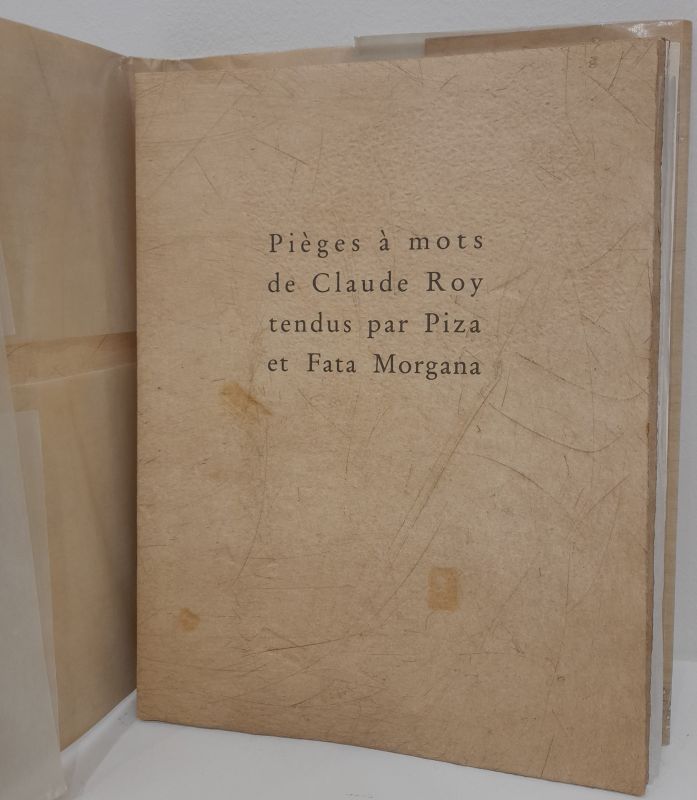 Pièges à mots
de Claude Roy
tendus par Piza
et Fata Morgana